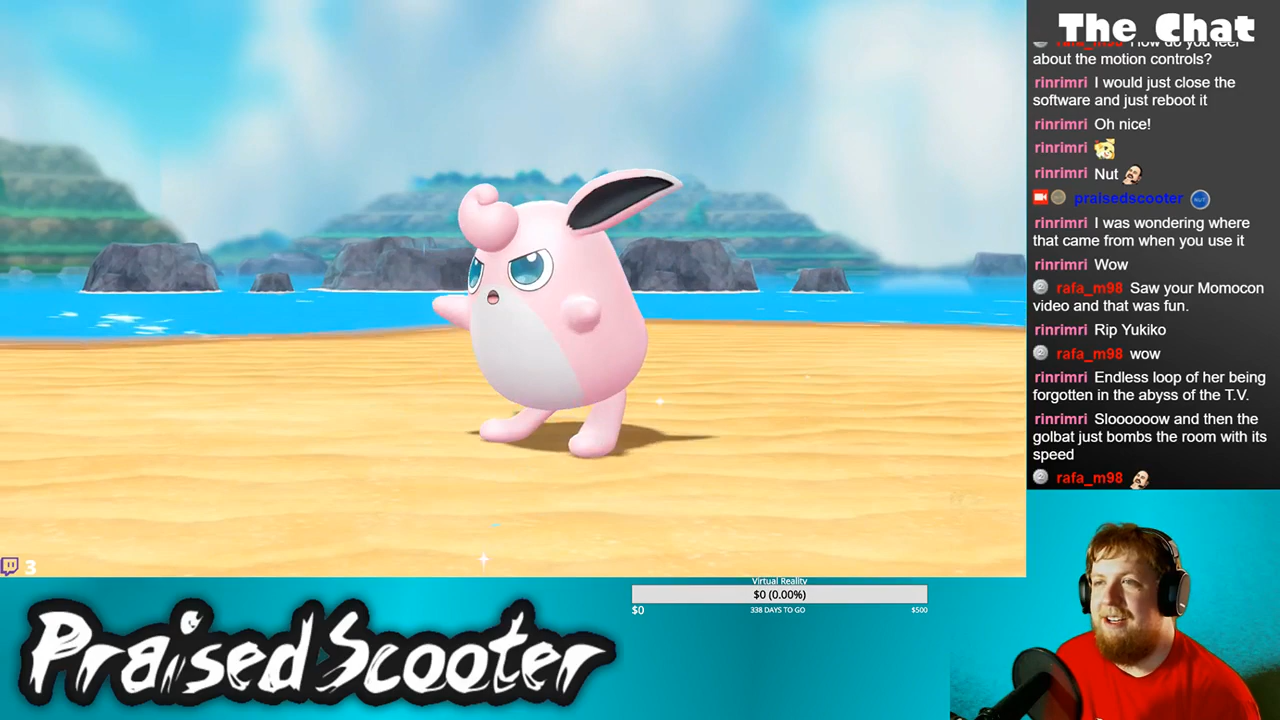 The Chat
rafa_m98 How do you feel
about the motion controls?
rinrimri I would just close the
software and just reboot it
rinrimri Oh nice!
rinrimri
rinrimri Nut
praisedscooter NUT
rinrimri I was wondering where
that came from when you use it
rinrimri Wow
rafa_m98 Saw your Momocon
video and that was fun.
rinrimri Rip Yukiko
rafa_m98 wow
rinrimri Endless loop of her being
forgotten in the abyss of the T.V.
rinrimri Sloooooow and then the
golbat just bombs the room with its
speed
rafa_m98
3
Virtual Reality
$0 (0.00%)
$0 338 DAYS TO GO $500
PraisedScooter